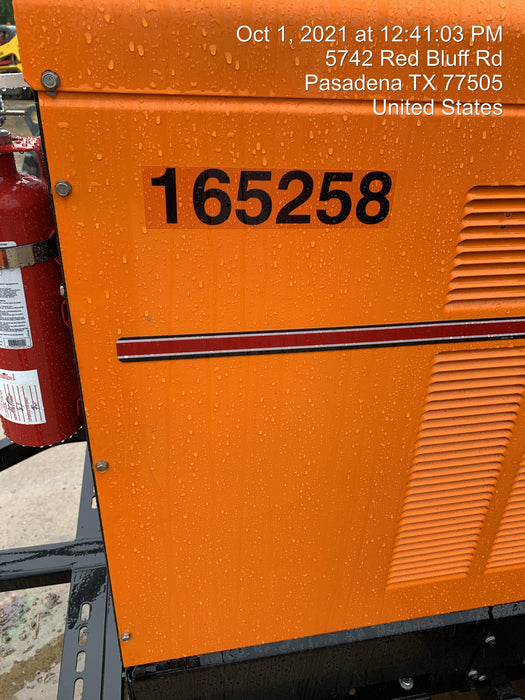 Oct 1, 2021 at 12:41:03 PM
5742 Red Bluff Rd
Pasadena TX 77505
United States
165258